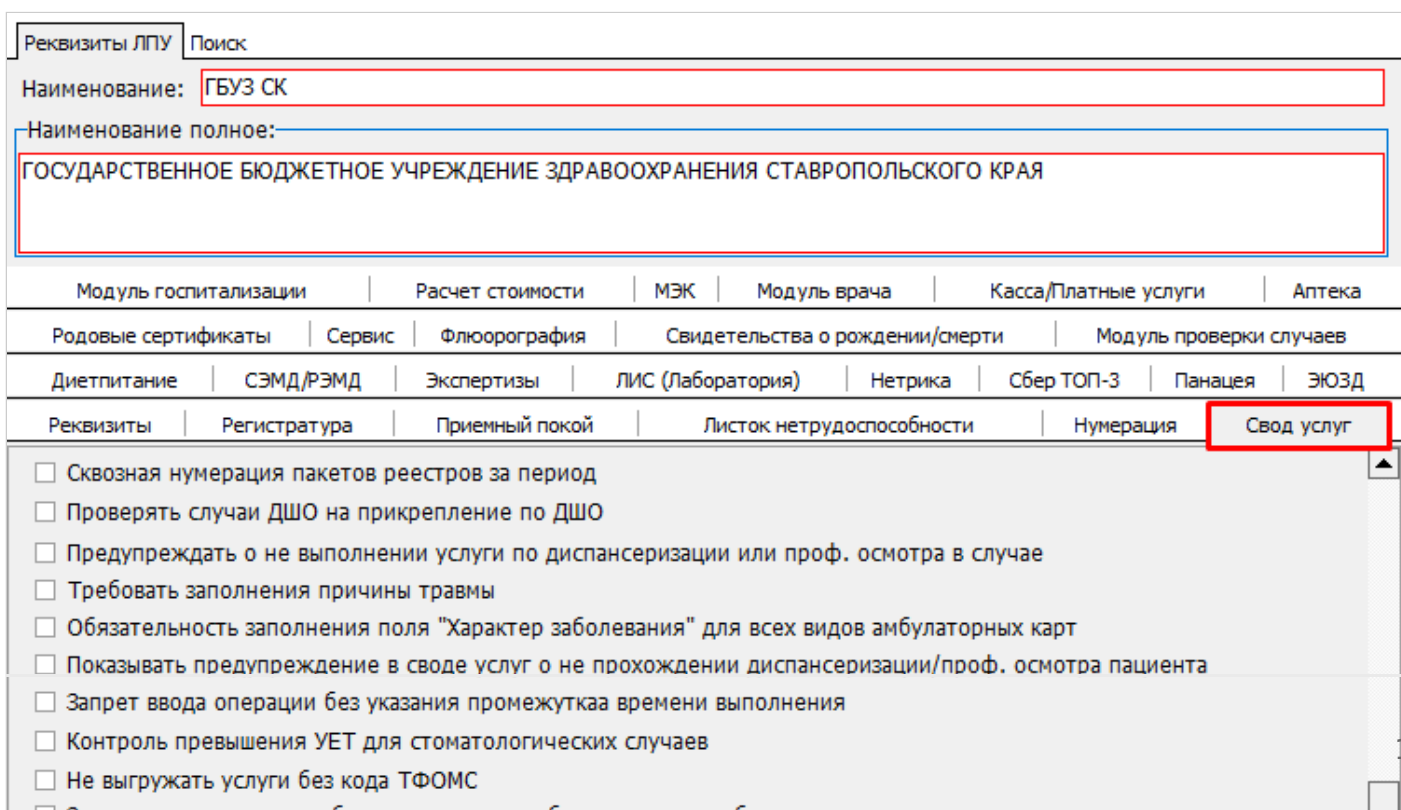 Реквизиты ЛПУ Поиск
Наименование: ГБУЗ СК
Наименование полное:
ГОСУДАРСТВЕННОЕ БЮДЖЕТНОЕ УЧРЕЖДЕНИЕ ЗДРАВООХРАНЕНИЯ СТАВРОПОЛЬСКОГО КРАЯ
Модуль госпитализации Расчет стоимости МЭК Модуль врача Касса/Платные услуги Аптека
Родовые сертификаты Сервис Флюорография Свидетельства о рождении/смерти Модуль проверки случаев
Диетпитание СЭМД/РЭМД Экспертизы ЛИС (Лаборатория) Нетрика Сбер ТОП-3 Панацея ЭЮЗД
Реквизиты Регистратура Приемный покой Листок нетрудоспособности Нумерация Свод услуг
Сквозная нумерация пакетов реестров за период
Проверять случаи ДШО на прикрепление по ДШО
Предупреждать о не выполнении услуги по диспансеризации или проф. осмотра в случае
Требовать заполнения причины травмы
Обязательность заполнения поля "Характер заболевания" для всех видов амбулаторных карт
Показывать предупреждение в своде услуг о не прохождении диспансеризации/проф. осмотра пациента
Запрет ввода операции без указания промежуткаа времени выполнения
Контроль превышения УЕТ для стоматологических случаев
Не выгружать услуги без кода ТФОМС